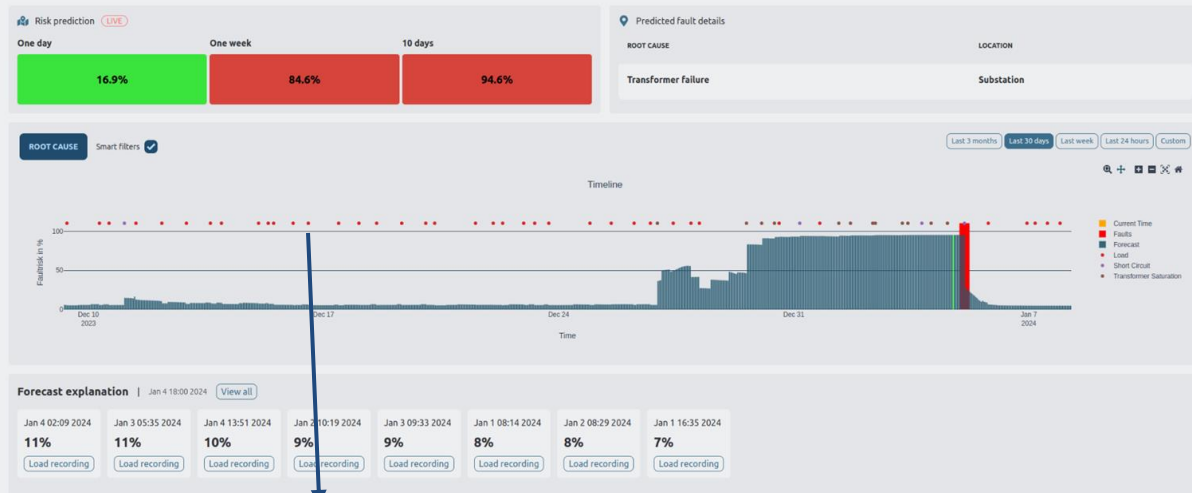 Risk prediction LIVE
One day One week 10 days
16.9% 84.6% 94.6%
Predicted fault details
ROOT CAUSE LOCATION
Transformer failure Substation
ROOT CAUSE Smart filters
Last 3 months Last 30 days Last week Last 24 hours Custom
Timeline
Faultrisk in %
100
50
0
Dec 10 Dec 17 Dec 24 Dec 31 Jan 7
2023 2024
Time
Current Time
Faults
Forecast
Load
Short Circuit
Transformer Saturation
Forecast explanation | Jan 4 18:00 2024 View all
Jan 4 02:09 2024 Jan 3 05:35 2024 Jan 4 13:51 2024 Jan 2 10:19 2024 Jan 3 09:33 2024 Jan 1 08:14 2024 Jan 2 08:29 2024 Jan 1 16:35 2024
11% 11% 10% 9% 9% 8% 8% 7%
Load recording Load recording Load recording Load recording Load recording Load recording Load recording Load recording